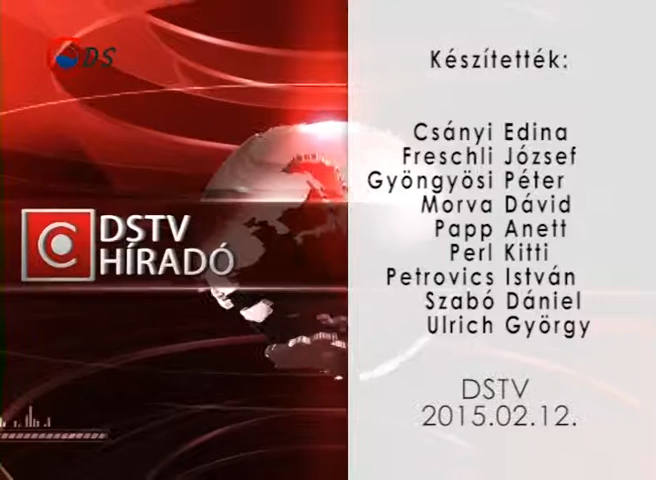 DS
DSTV
HÍRADÓ
Készítették:
Csányi Edina
Freschli József
Gyöngyösi Péter
Morva Dávid
Papp Anett
Perl Kitti
Petrovics István
Szabó Dániel
Ulrich György
DSTV
2015.02.12.